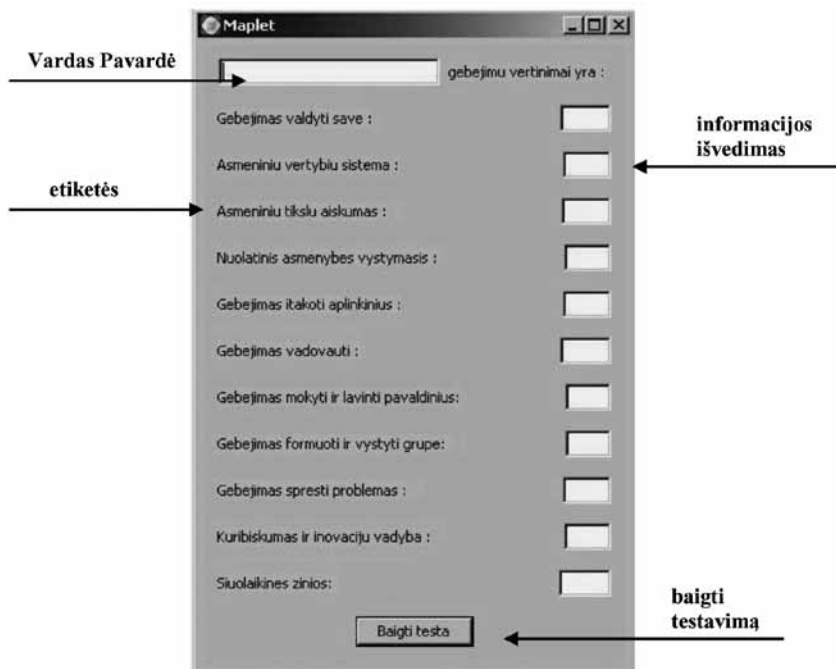 Maplet
Vardas Pavardė
gebejimu vertinimai yra :
Gebejimas valdyti save :
informacijos
išvedimas
Asmeniniu vertybiu sistema :
etiketės
Asmeniniu tikslu aiskumas :
Nuolatinis asmenybes vystymasis :
Gebejimas itakoti aplinkinius :
Gebejimas vadovauti :
Gebejimas mokyti ir lavinti pavaldinius:
Gebejimas formuoti ir vystyti grupe:
Gebejimas spresti problemas :
Kuribiskumas ir inovaciju vadyba :
Siuolaikines zinios:
baigti
testavimą
Baigti testa